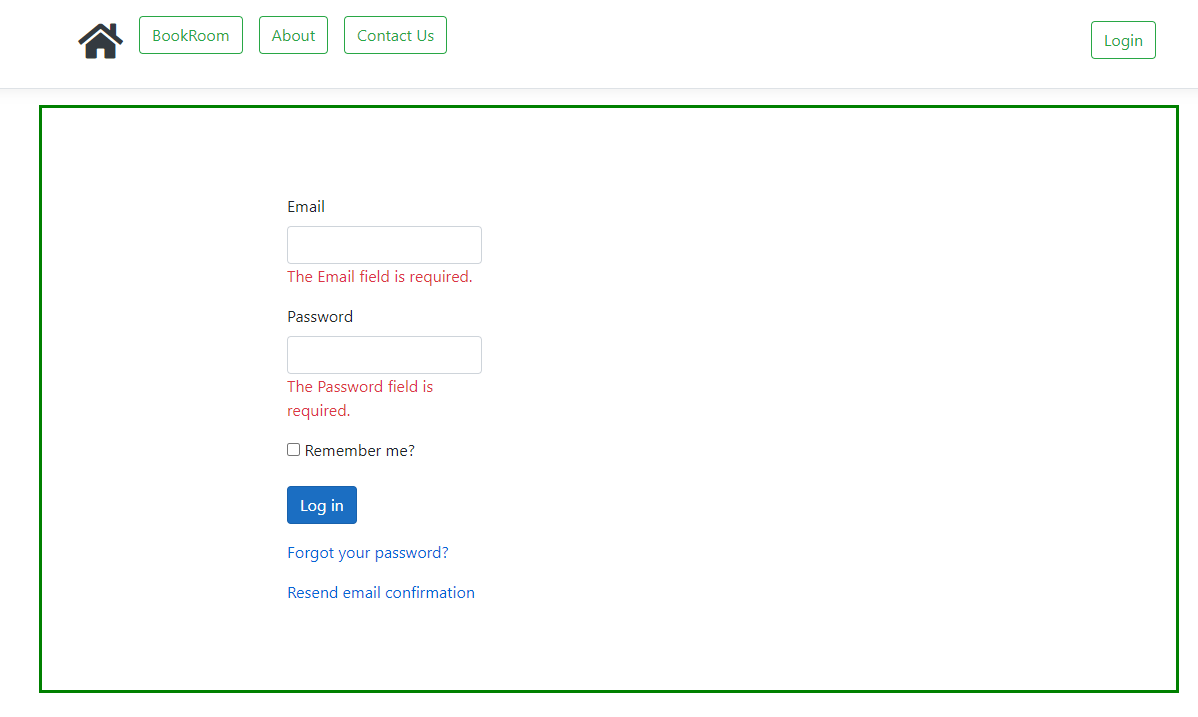 BookRoom
About
Contact Us
Login
Email
The Email field is required.
Password
The Password field is
required.
Remember me?
Log in
Forgot your password?
Resend email confirmation